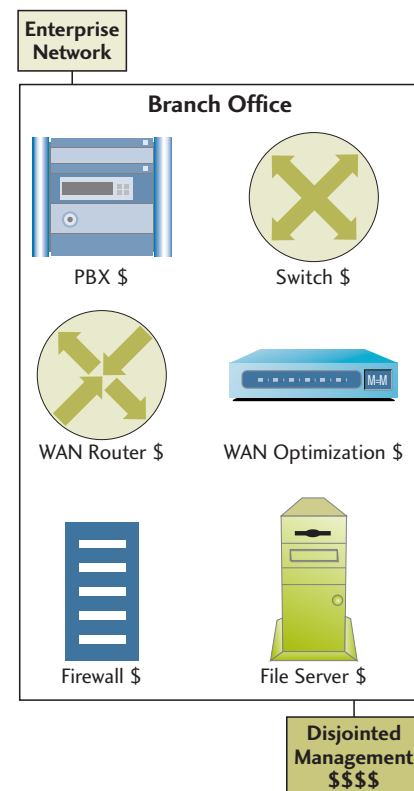 Enterprise
Network
Branch Office
PBX $
Switch $
M=M
WAN Router $
WAN Optimization $
Firewall $
File Server $
Disjointed
Management
$$$$